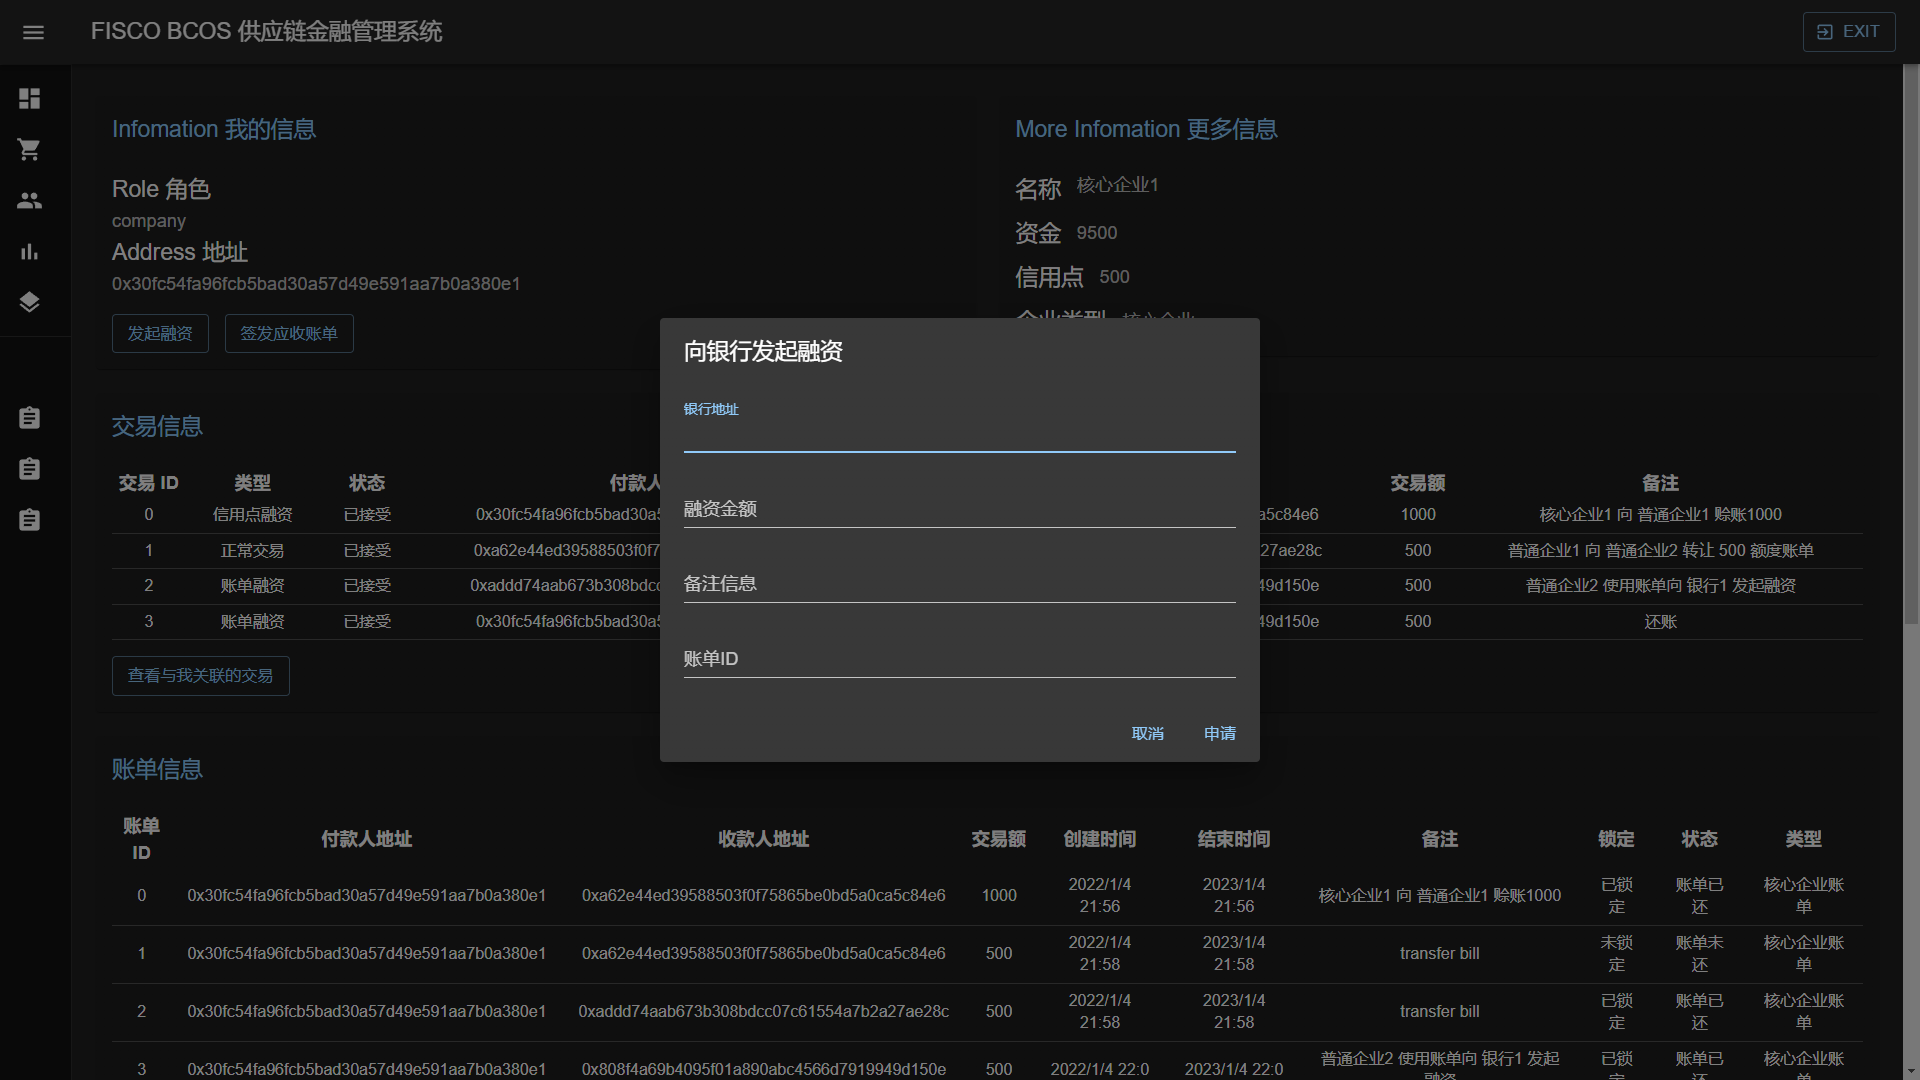 FISCO BCOS 供应链金融管理系统
EXIT
Infomation 我的信息
Role 角色
company
Address 地址
0x30fc54fa96fcb5bad30a57d49e591aa7b0a380e1
发起融资 签发应收账单
More Infomation 更多信息
名称 核心企业1
资金 9500
信用点 500
企业类型 核心企业
向银行发起融资
银行地址
融资金额
备注信息
账单ID
取消 申请
交易信息
交易 ID 类型 状态 付款人 交易额 备注
0 信用点融资 已接受 0x30fc54fa96fcb5bad30a5 a5c84e6 1000 核心企业1 向 普通企业1 赊账1000
1 正常交易 已接受 0xa62e44ed39588503f0f7 27ae28c 500 普通企业1 向 普通企业2 转让 500 额度账单
2 账单融资 已接受 0xaddd74aab673b308bdcc 49d150e 500 普通企业2 使用账单向 银行1 发起融资
3 账单融资 已接受 0x30fc54fa96fcb5bad30a5 49d150e 500 还账
查看与我关联的交易
账单信息
账单 ID 付款人地址 收款人地址 交易额 创建时间 结束时间 备注 锁定 状态 类型
0 0x30fc54fa96fcb5bad30a57d49e591aa7b0a380e1 0xa62e44ed39588503f0f75865be0bd5a0ca5c84e6 1000 2022/1/4 21:56 2023/1/4 21:56 核心企业1 向 普通企业1 赊账1000 已锁定 账单已还 核心企业账单
1 0x30fc54fa96fcb5bad30a57d49e591aa7b0a380e1 0xa62e44ed39588503f0f75865be0bd5a0ca5c84e6 500 2022/1/4 21:58 2023/1/4 21:58 transfer bill 未锁定 账单未还 核心企业账单
2 0x30fc54fa96fcb5bad30a57d49e591aa7b0a380e1 0xaddd74aab673b308bdcc07c61554a7b2a27ae28c 500 2022/1/4 21:58 2023/1/4 21:58 transfer bill 已锁定 账单已还 核心企业账单
3 0x30fc54fa96fcb5bad30a57d49e591aa7b0a380e1 0x808f4a69b4095f01a890abc4566d7919949d150e 500 2022/1/4 22:0 2023/1/4 22:0 普通企业2 使用账单向 银行1 发起融资 已锁定 账单已还 核心企业账单